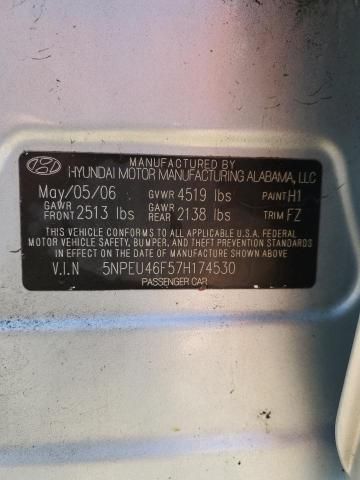 MANUFACTURED BY
HYUNDAI MOTOR MANUFACTURING ALABAMA, LLC
May/05/06 GVWR 4519 lbs PAINT H1
GAWR FRONT 2513 lbs GAWR REAR 2138 lbs TRIM FZ
THIS VEHICLE CONFORMS TO ALL APPLICABLE U.S.A. FEDERAL
MOTOR VEHICLE SAFETY, BUMPER, AND THEFT PREVENTION STANDARDS
IN EFFECT ON THE DATE OF MANUFACTURE SHOWN ABOVE.
V.I.N 5NPEU46F57H174530
PASSENGER CAR